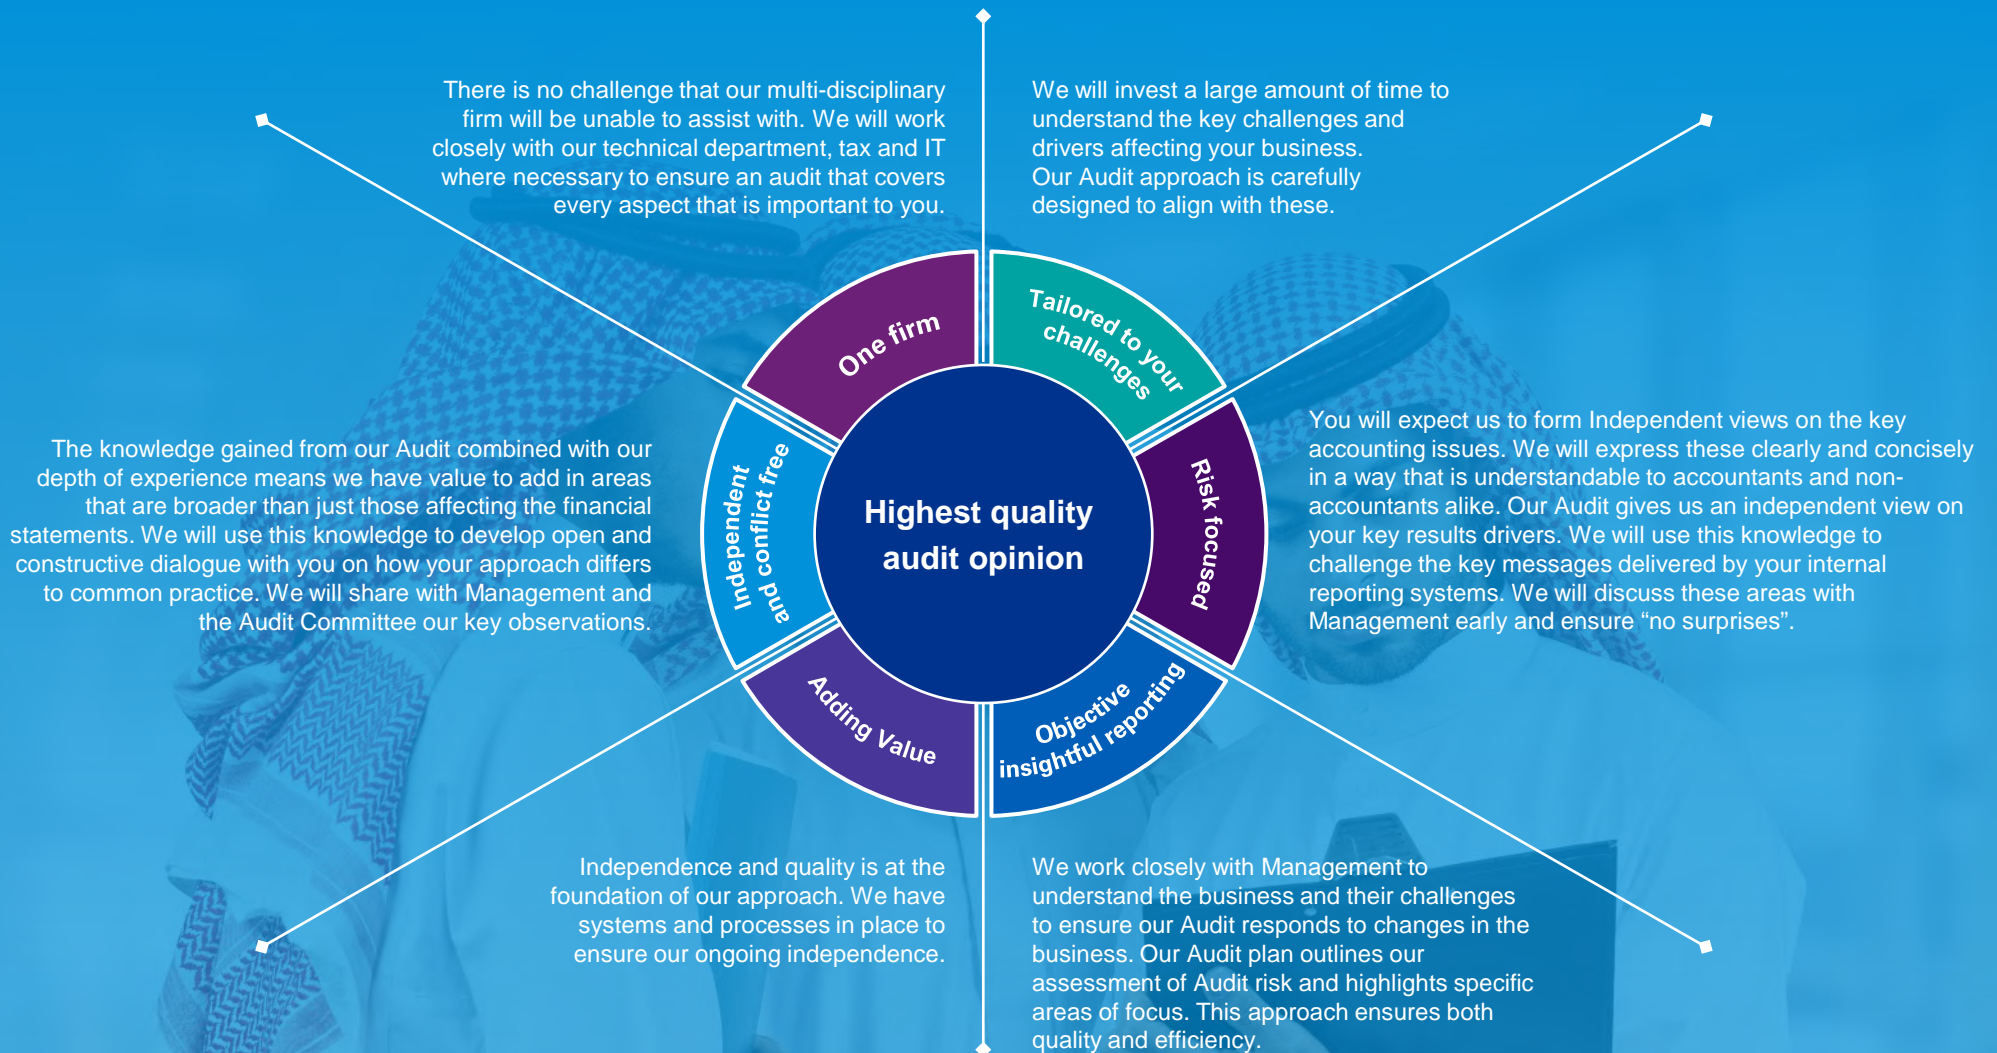 There is no challenge that our multi-disciplinary
firm will be unable to assist with. We will work
closely with our technical department, tax and IT
where necessary to ensure an audit that covers
every aspect that is important to you.
We will invest a large amount of time to
understand the key challenges and
drivers affecting your business.
Our Audit approach is carefully
designed to align with these.
One firm
Tailored to your
challenges
The knowledge gained from our Audit combined with our
depth of experience means we have value to add in areas
that are broader than just those affecting the financial
statements. We will use this knowledge to develop open and
constructive dialogue with you on how your approach differs
to common practice. We will share with Management and
the Audit Committee our key observations.
Independent
and conflict free
Highest quality
audit opinion
Risk focused
You will expect us to form Independent views on the key
accounting issues. We will express these clearly and concisely
in a way that is understandable to accountants and non-
accountants alike. Our Audit gives us an independent view on
your key results drivers. We will use this knowledge to
challenge the key messages delivered by your internal
reporting systems. We will discuss these areas with
Management early and ensure “no surprises”.
Adding Value
Objective
insightful reporting
Independence and quality is at the
foundation of our approach. We have
systems and processes in place to
ensure our ongoing independence.
We work closely with Management to
understand the business and their challenges
to ensure our Audit responds to changes in the
business. Our Audit plan outlines our
assessment of Audit risk and highlights specific
areas of focus. This approach ensures both
quality and efficiency.